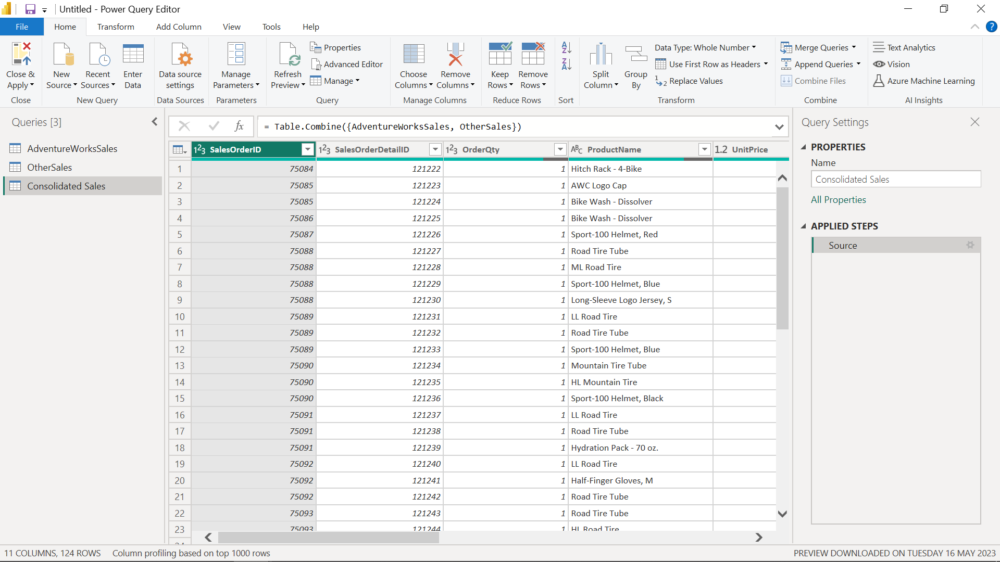 Untitled - Power Query Editor
File Home Transform Add Column View Tools Help
Close & Apply
Close
New Source
Recent Sources
Enter Data
New Query
Data source settings
Data Sources
Manage Parameters
Parameters
Refresh Preview
Properties
Advanced Editor
Manage
Query
Choose Columns
Remove Columns
Manage Columns
Keep Rows
Remove Rows
Reduce Rows
Sort
Split Column
Group By
Data Type: Whole Number
Use First Row as Headers
Replace Values
Transform
Merge Queries
Append Queries
Combine Files
Combine
Text Analytics
Vision
Azure Machine Learning
AI Insights
Queries [3]
AdventureWorksSales
OtherSales
Consolidated Sales
fx = Table.Combine({AdventureWorksSales, OtherSales})
123 SalesOrderID 123 SalesOrderDetailID 123 OrderQty ABC ProductName 1.2 UnitPrice
1 75084 121222 1 Hitch Rack - 4-Bike
2 75085 121223 1 AWC Logo Cap
3 75085 121224 1 Bike Wash - Dissolver
4 75086 121225 1 Bike Wash - Dissolver
5 75087 121226 1 Sport-100 Helmet, Red
6 75088 121227 1 Road Tire Tube
7 75088 121228 1 ML Road Tire
8 75088 121229 1 Sport-100 Helmet, Blue
9 75088 121230 1 Long-Sleeve Logo Jersey, S
10 75089 121231 1 LL Road Tire
11 75089 121232 1 Road Tire Tube
12 75089 121233 1 Sport-100 Helmet, Blue
13 75090 121234 1 Mountain Tire Tube
14 75090 121235 1 HL Mountain Tire
15 75090 121236 1 Sport-100 Helmet, Black
16 75091 121237 1 LL Road Tire
17 75091 121238 1 Road Tire Tube
18 75091 121239 1 Hydration Pack - 70 oz.
19 75092 121240 1 LL Road Tire
20 75092 121241 1 Half-Finger Gloves, M
21 75092 121242 1 Road Tire Tube
22 75093 121243 1 Road Tire Tube
23 75093 121244 1 HL Road Tire
Query Settings
PROPERTIES
Name
Consolidated Sales
All Properties
APPLIED STEPS
Source
11 COLUMNS, 124 ROWS Column profiling based on top 1000 rows
PREVIEW DOWNLOADED ON TUESDAY 16 MAY 2023